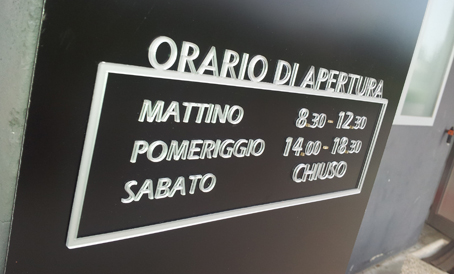 ORARIO DI APERTURA
MATTINO 8.30 - 12.30
POMERIGGIO 14.00 - 18.30
SABATO CHIUSO